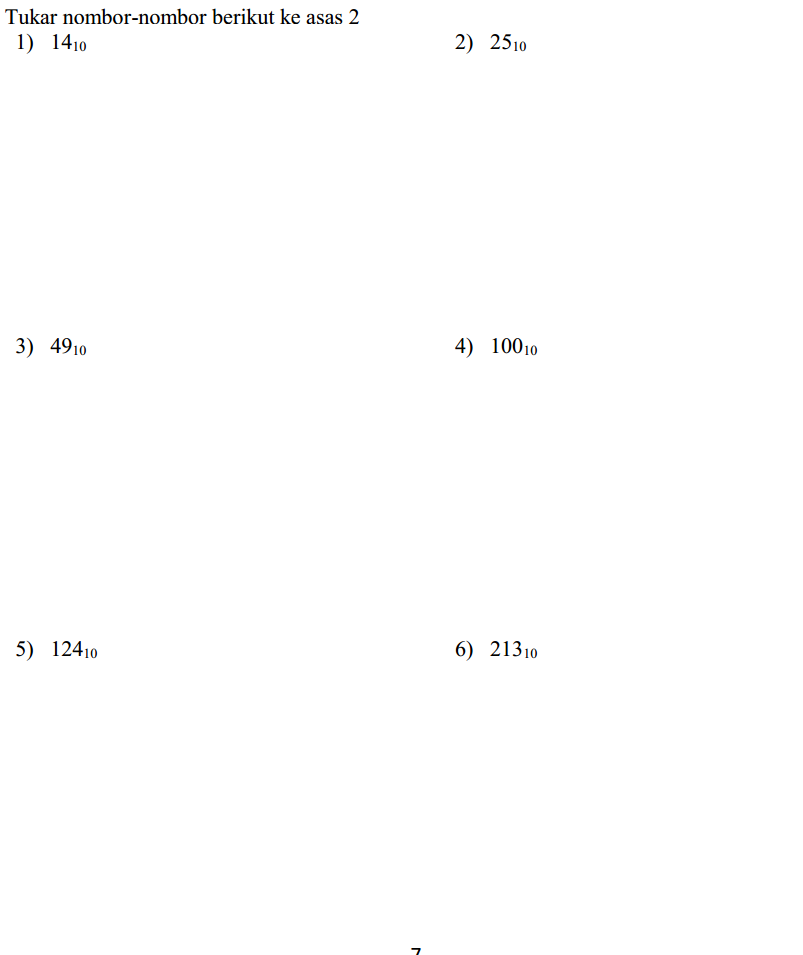 Tukar nombor-nombor berikut ke asas 2
1) 14₁₀ 2) 25₁₀
3) 49₁₀ 4) 100₁₀
5) 124₁₀ 6) 213₁₀